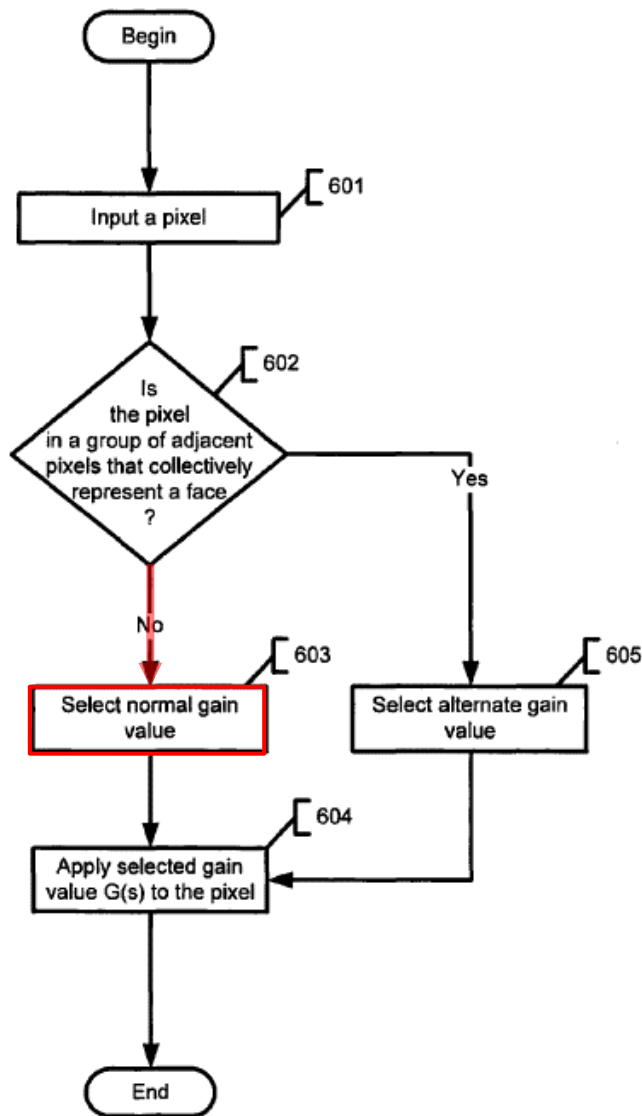 Begin
601
Input a pixel
602
Is
the pixel
in a group of adjacent
pixels that collectively
represent a face
?
Yes
No
603
605
Select normal gain
value
Select alternate gain
value
604
Apply selected gain
value G(s) to the pixel
End